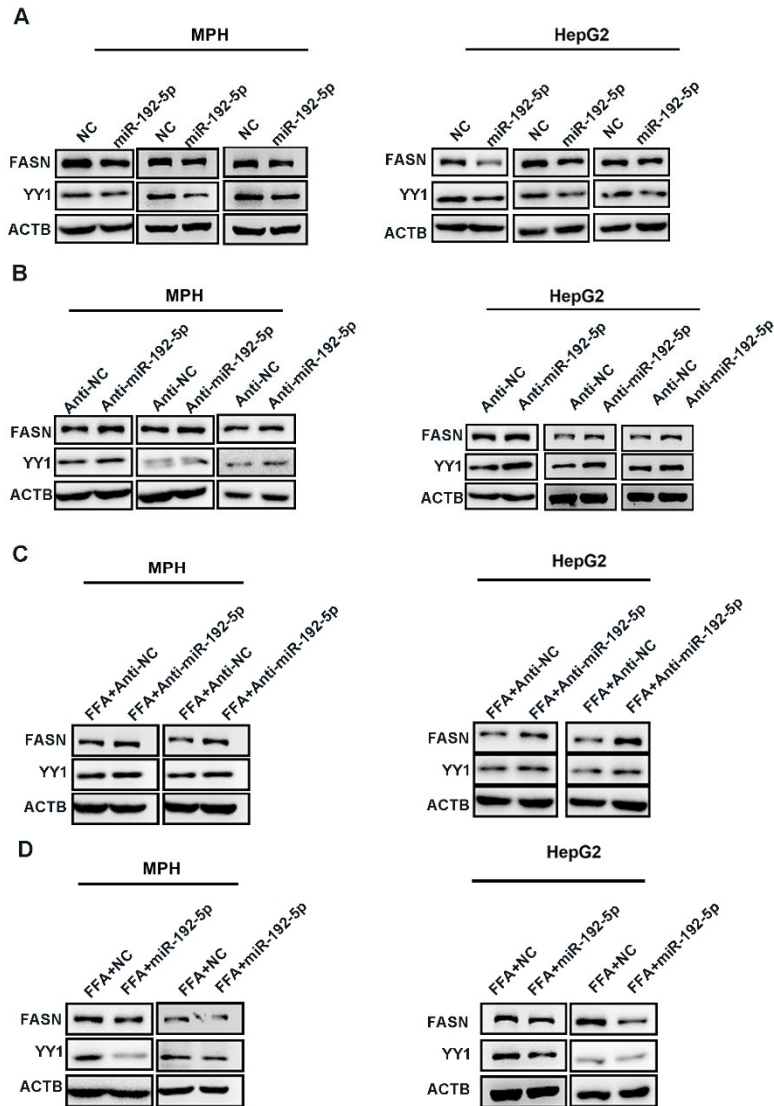 A
MPH
HepG2
NC miR-192-5p NC miR-192-5p NC miR-192-5p
NC miR-192-5p NC miR-192-5p NC miR-192-5p
FASN
YY1
ACTB
FASN
YY1
ACTB
B
MPH
HepG2
Anti-NC Anti-miR-192-5p Anti-NC Anti-miR-192-5p Anti-NC Anti-miR-192-5p
Anti-NC Anti-miR-192-5p Anti-NC Anti-miR-192-5p Anti-NC Anti-miR-192-5p
FASN
YY1
ACTB
FASN
YY1
ACTB
C
MPH
HepG2
FFA+Anti-NC FFA+Anti-miR-192-5p FFA+Anti-NC FFA+Anti-miR-192-5p
FFA+Anti-NC FFA+Anti-miR-192-5p FFA+Anti-NC FFA+Anti-miR-192-5p
FASN
YY1
ACTB
FASN
YY1
ACTB
D
MPH
HepG2
FFA+NC FFA+miR-192-5p FFA+NC FFA+miR-192-5p
FFA+NC FFA+miR-192-5p FFA+NC FFA+miR-192-5p
FASN
YY1
ACTB
FASN
YY1
ACTB